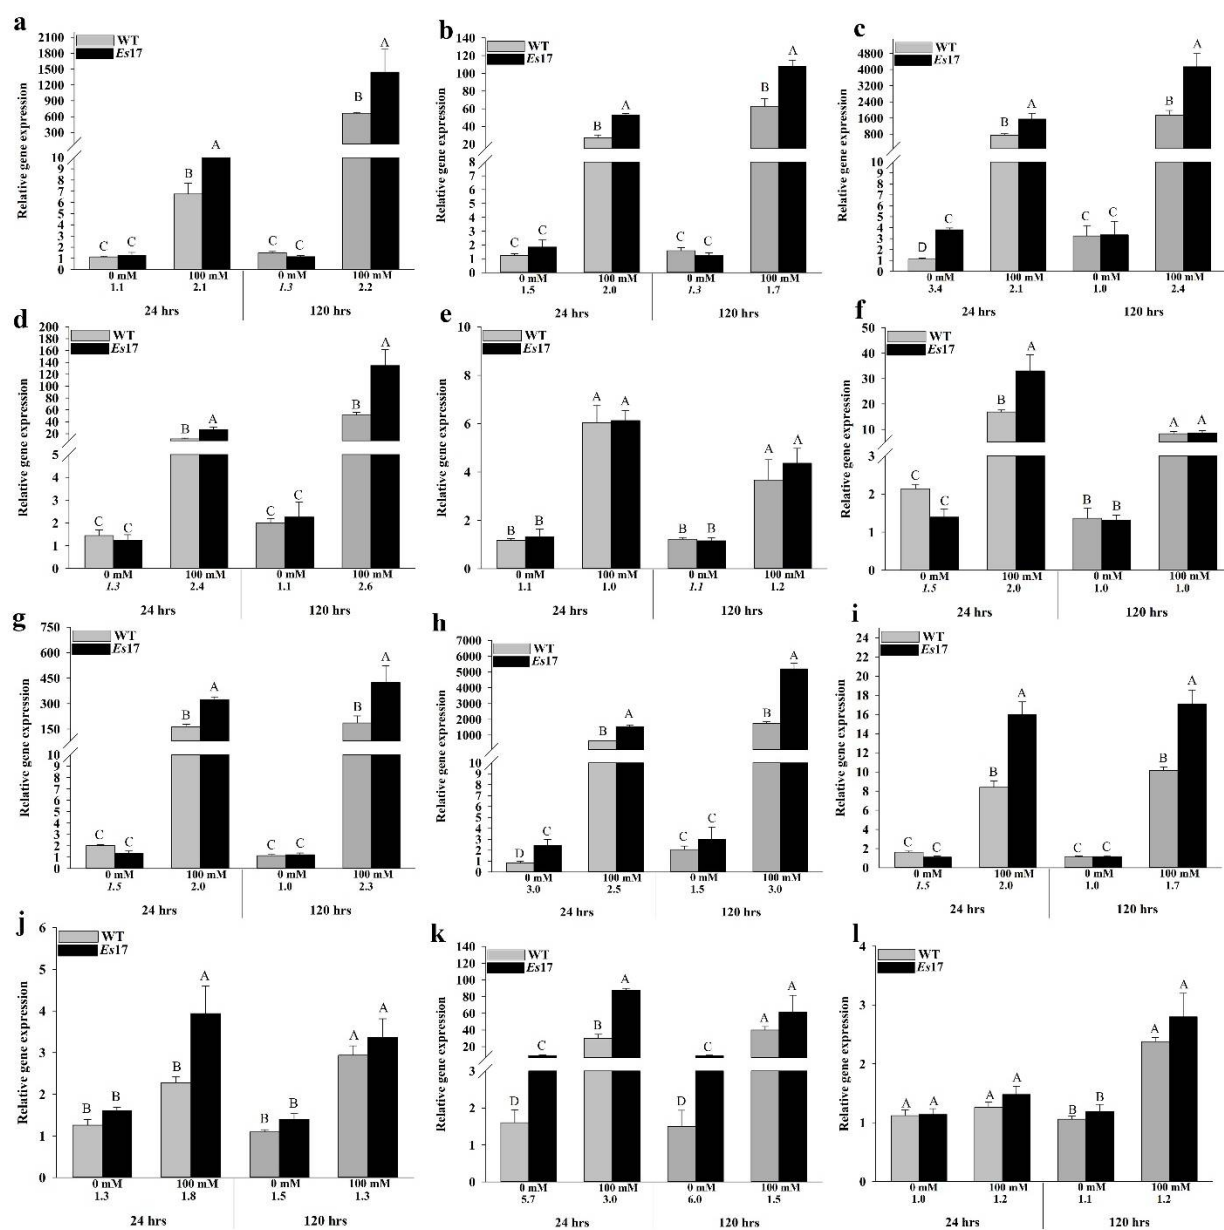 a
WT
Es17
Relative gene expression
2100
1800
1500
1200
900
600
300
10
9
8
7
6
5
4
3
2
1
0
C C B A C C B A
0 mM 100 mM 0 mM 100 mM
1.1 2.1 1.3 2.2
24 hrs 120 hrs
b
WT
Es17
Relative gene expression
140
120
100
80
60
40
20
10
8
6
4
2
1
0
C C B A C C B A
0 mM 100 mM 0 mM 100 mM
1.5 2.0 1.3 1.7
24 hrs 120 hrs
c
WT
Es17
Relative gene expression
4800
4000
3200
2400
1600
800
10
9
8
7
6
5
4
3
2
1
0
D C B A C C B A
0 mM 100 mM 0 mM 100 mM
3.4 2.1 1.0 2.4
24 hrs 120 hrs
d
WT
Es17
Relative gene expression
200
180
160
140
120
100
80
60
40
20
5
4
3
2
1
0
C C B A C C B A
0 mM 100 mM 0 mM 100 mM
1.3 2.4 1.1 2.6
24 hrs 120 hrs
e
WT
Es17
Relative gene expression
10
8
6
4
2
0
B B A A B B A A
0 mM 100 mM 0 mM 100 mM
1.1 1.0 1.1 1.2
24 hrs 120 hrs
f
WT
Es17
Relative gene expression
50
40
30
20
10
3
2
1
0
C C B A B B A A
0 mM 100 mM 0 mM 100 mM
1.5 2.0 1.0 1.0
24 hrs 120 hrs
g
WT
Es17
Relative gene expression
750
600
450
300
150
10
9
8
7
6
5
4
3
2
1
0
C C B A C C B A
0 mM 100 mM 0 mM 100 mM
1.5 2.0 1.0 2.3
24 hrs 120 hrs
h
WT
Es17
Relative gene expression
7000
6000
5000
4000
3000
2000
1000
10
9
8
7
6
5
4
3
2
1
0
D C B A C C B A
0 mM 100 mM 0 mM 100 mM
3.0 2.5 1.5 3.0
24 hrs 120 hrs
i
WT
Es17
Relative gene expression
24
22
20
18
16
14
12
10
8
6
4
2
0
C C B A C C B A
0 mM 100 mM 0 mM 100 mM
1.5 2.0 1.0 1.7
24 hrs 120 hrs
j
WT
Es17
Relative gene expression
6
5
4
3
2
1
0
B B B A B B A A
0 mM 100 mM 0 mM 100 mM
1.3 1.8 1.5 1.3
24 hrs 120 hrs
k
WT
Es17
Relative gene expression
140
120
100
80
60
40
20
3
2
1
0
D C B A D C A A
0 mM 100 mM 0 mM 100 mM
5.7 3.0 6.0 1.5
24 hrs 120 hrs
l
WT
Es17
Relative gene expression
4
3
2
1
0
A A A A B B A A
0 mM 100 mM 0 mM 100 mM
1.0 1.2 1.1 1.2
24 hrs 120 hrs